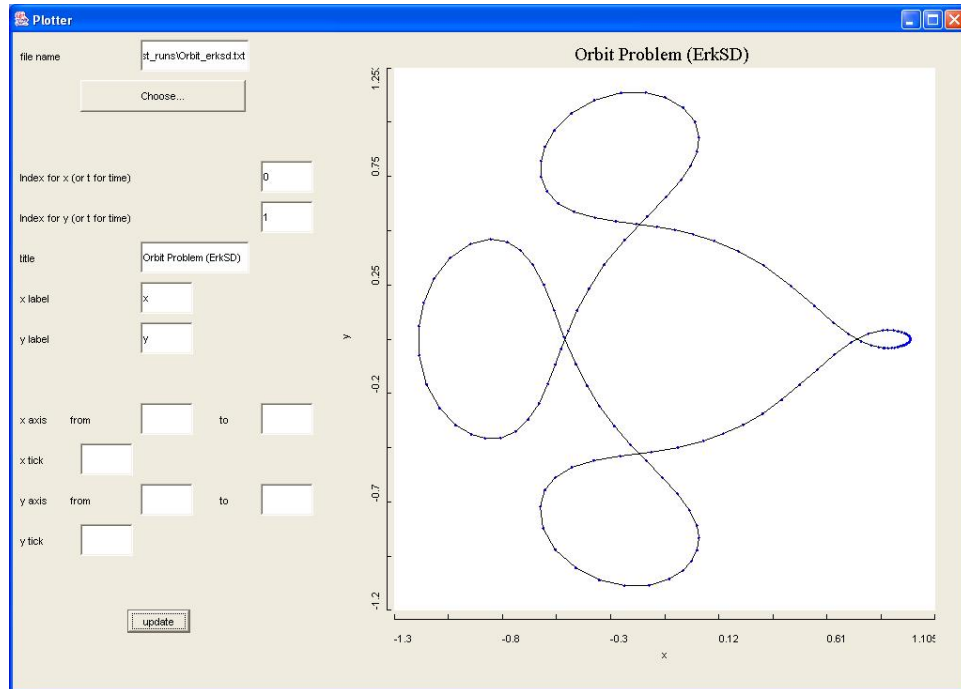 Plotter
file name
st_runs\Orbit_erksd.txt
Choose...
Index for x (or t for time)
0
Index for y (or t for time)
1
title
Orbit Problem (ErkSD)
x label
x
y label
y
x axis from to
x tick
y axis from to
y tick
update
Orbit Problem (ErkSD)
1.25
0.75
0.25
y
-0.2
-0.7
-1.2
-1.3 -0.8 -0.3 0.12 0.61 1.105
x